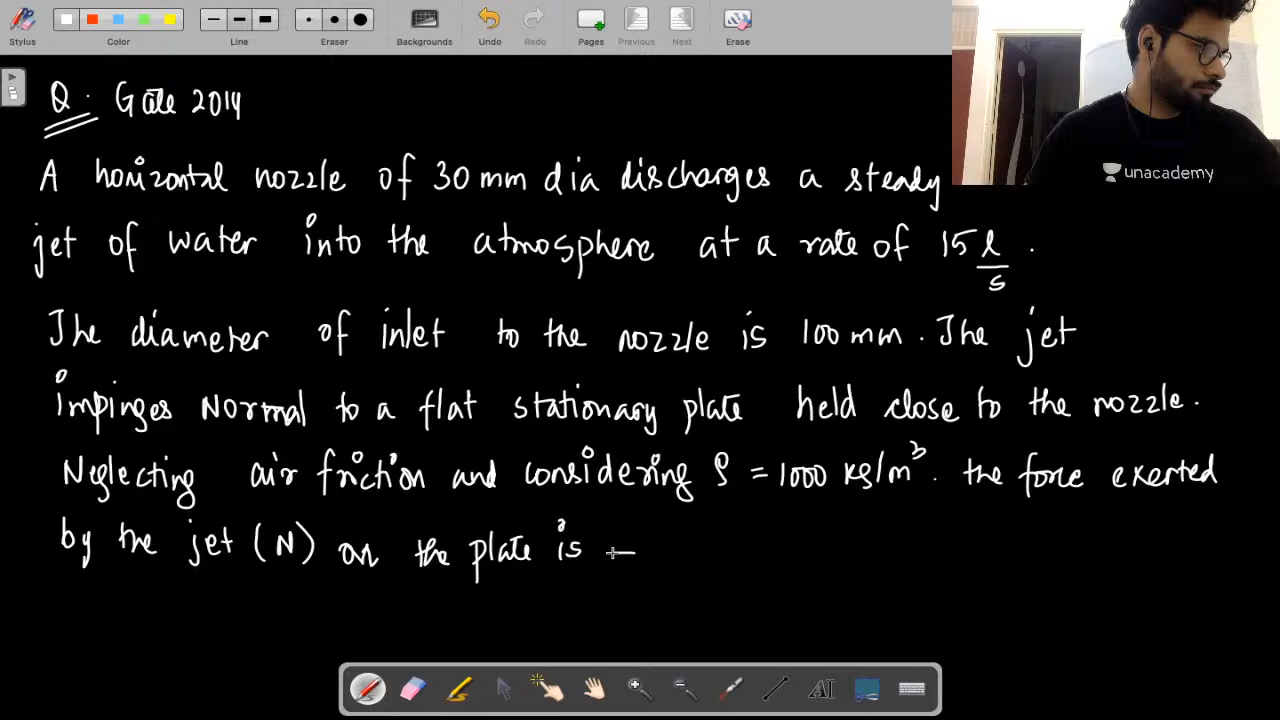 Stylus
Color
Line
Eraser
Backgrounds
Undo
Redo
Pages
Previous
Next
Erase
Q. Gate 2014
A horizontal nozzle of 30 mm dia discharges a steady
jet of water into the atmosphere at a rate of 15 l/s.
The diameter of inlet to the nozzle is 100 mm. The jet
impinges Normal to a flat stationary plate held close to the nozzle.
Neglecting air friction and considering ρ = 1000 kg/m³. the force exerted
by the jet (N) on the plate is —
unacademy
AI